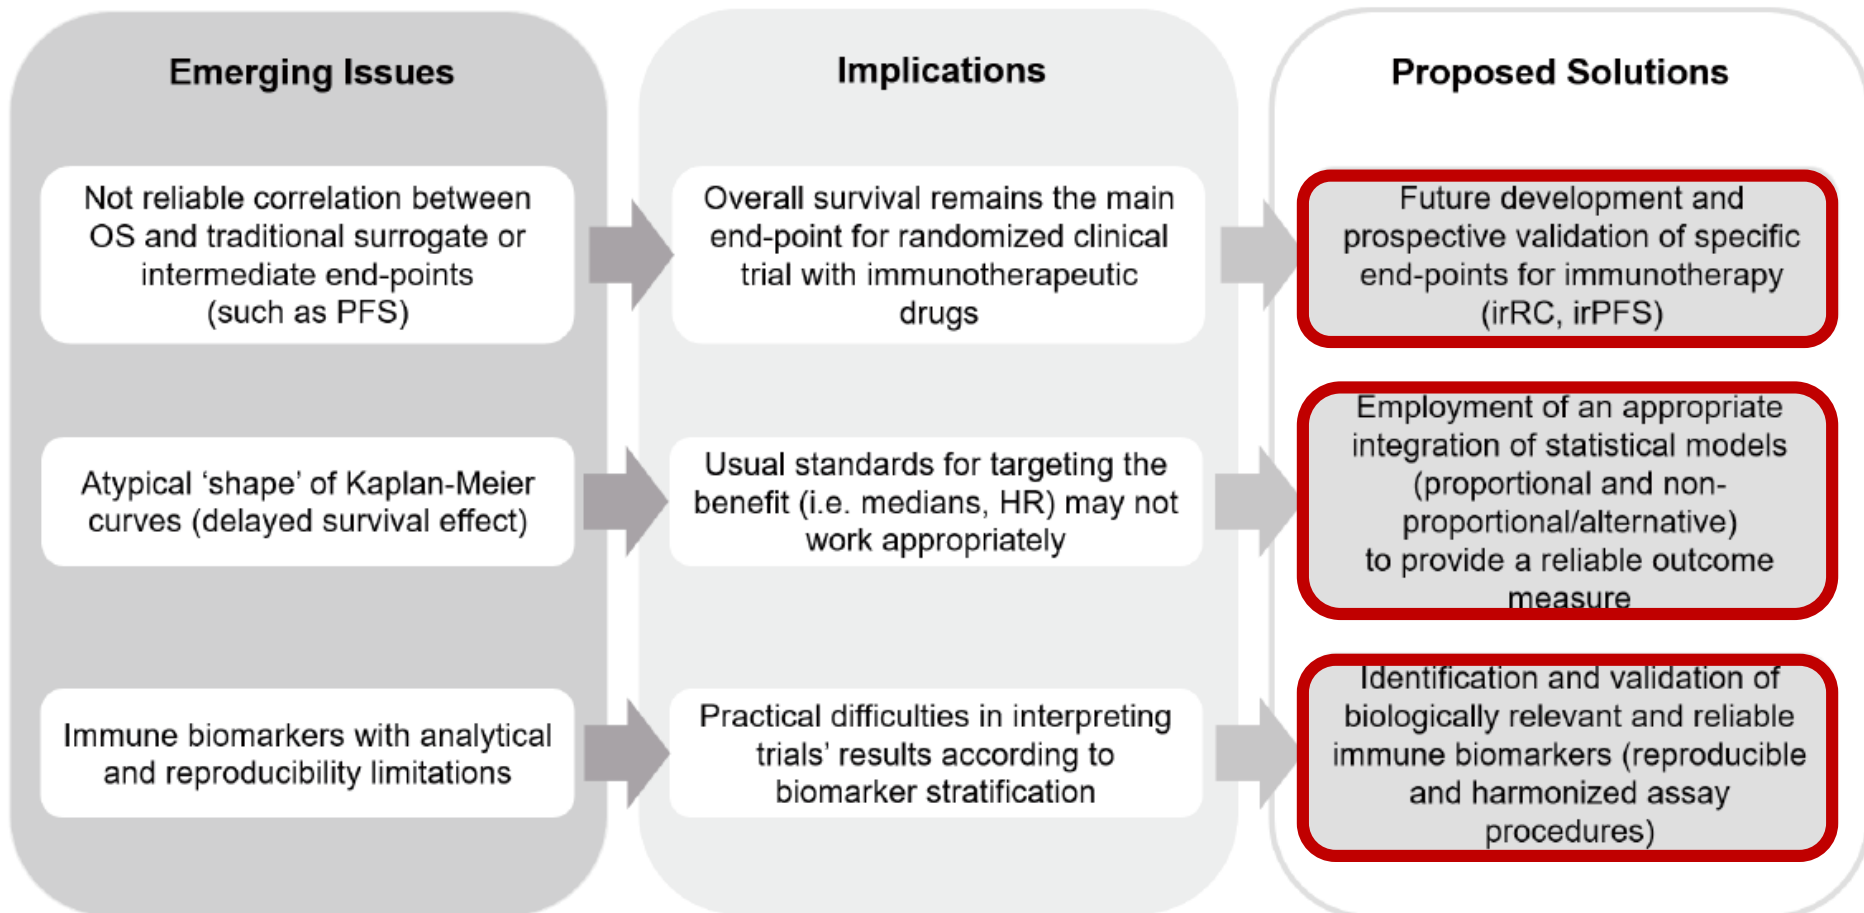 Emerging Issues
Not reliable correlation between
OS and traditional surrogate or
intermediate end-points
(such as PFS)
Atypical ‘shape’ of Kaplan-Meier
curves (delayed survival effect)
Immune biomarkers with analytical
and reproducibility limitations
Implications
Overall survival remains the main
end-point for randomized clinical
trial with immunotherapeutic
drugs
Usual standards for targeting the
benefit (i.e. medians, HR) may not
work appropriately
Practical difficulties in interpreting
trials’ results according to
biomarker stratification
Proposed Solutions
Future development and
prospective validation of specific
end-points for immunotherapy
(irRC, irPFS)
Employment of an appropriate
integration of statistical models
(proportional and non-
proportional/alternative)
to provide a reliable outcome
measure
Identification and validation of
biologically relevant and reliable
immune biomarkers (reproducible
and harmonized assay
procedures)